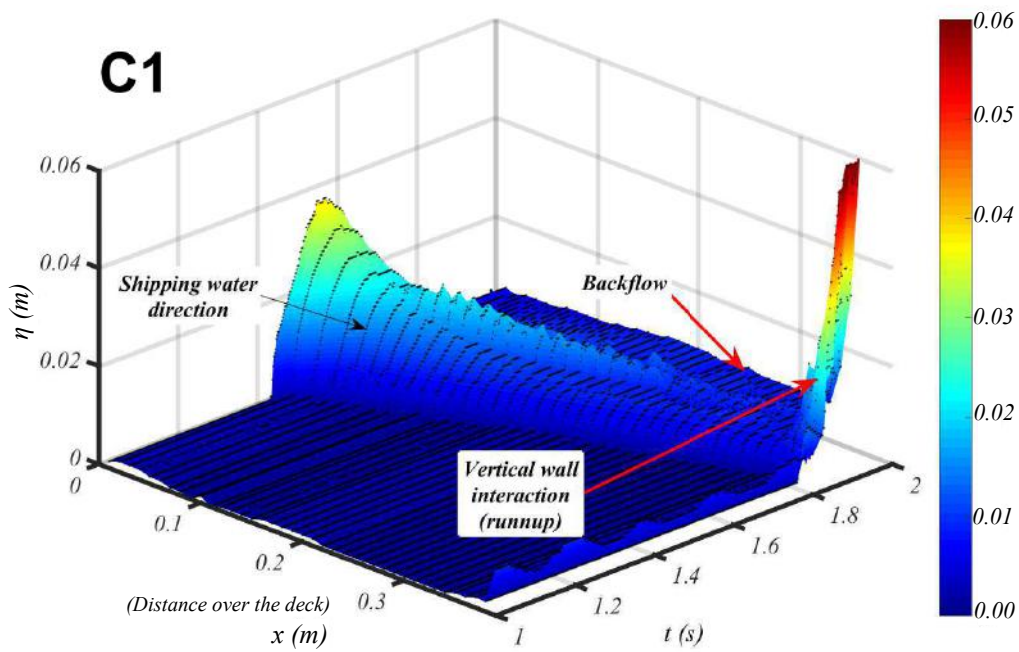 C1
0.06
0.04
0.02
0
η (m)
Shipping water
direction
Backflow
Vertical wall
interaction
(runnup)
0
0.1
0.2
0.3
(Distance over the deck)
x (m)
1
1.2
1.4
1.6
1.8
2
t (s)
0.06
0.05
0.04
0.03
0.02
0.01
0.00